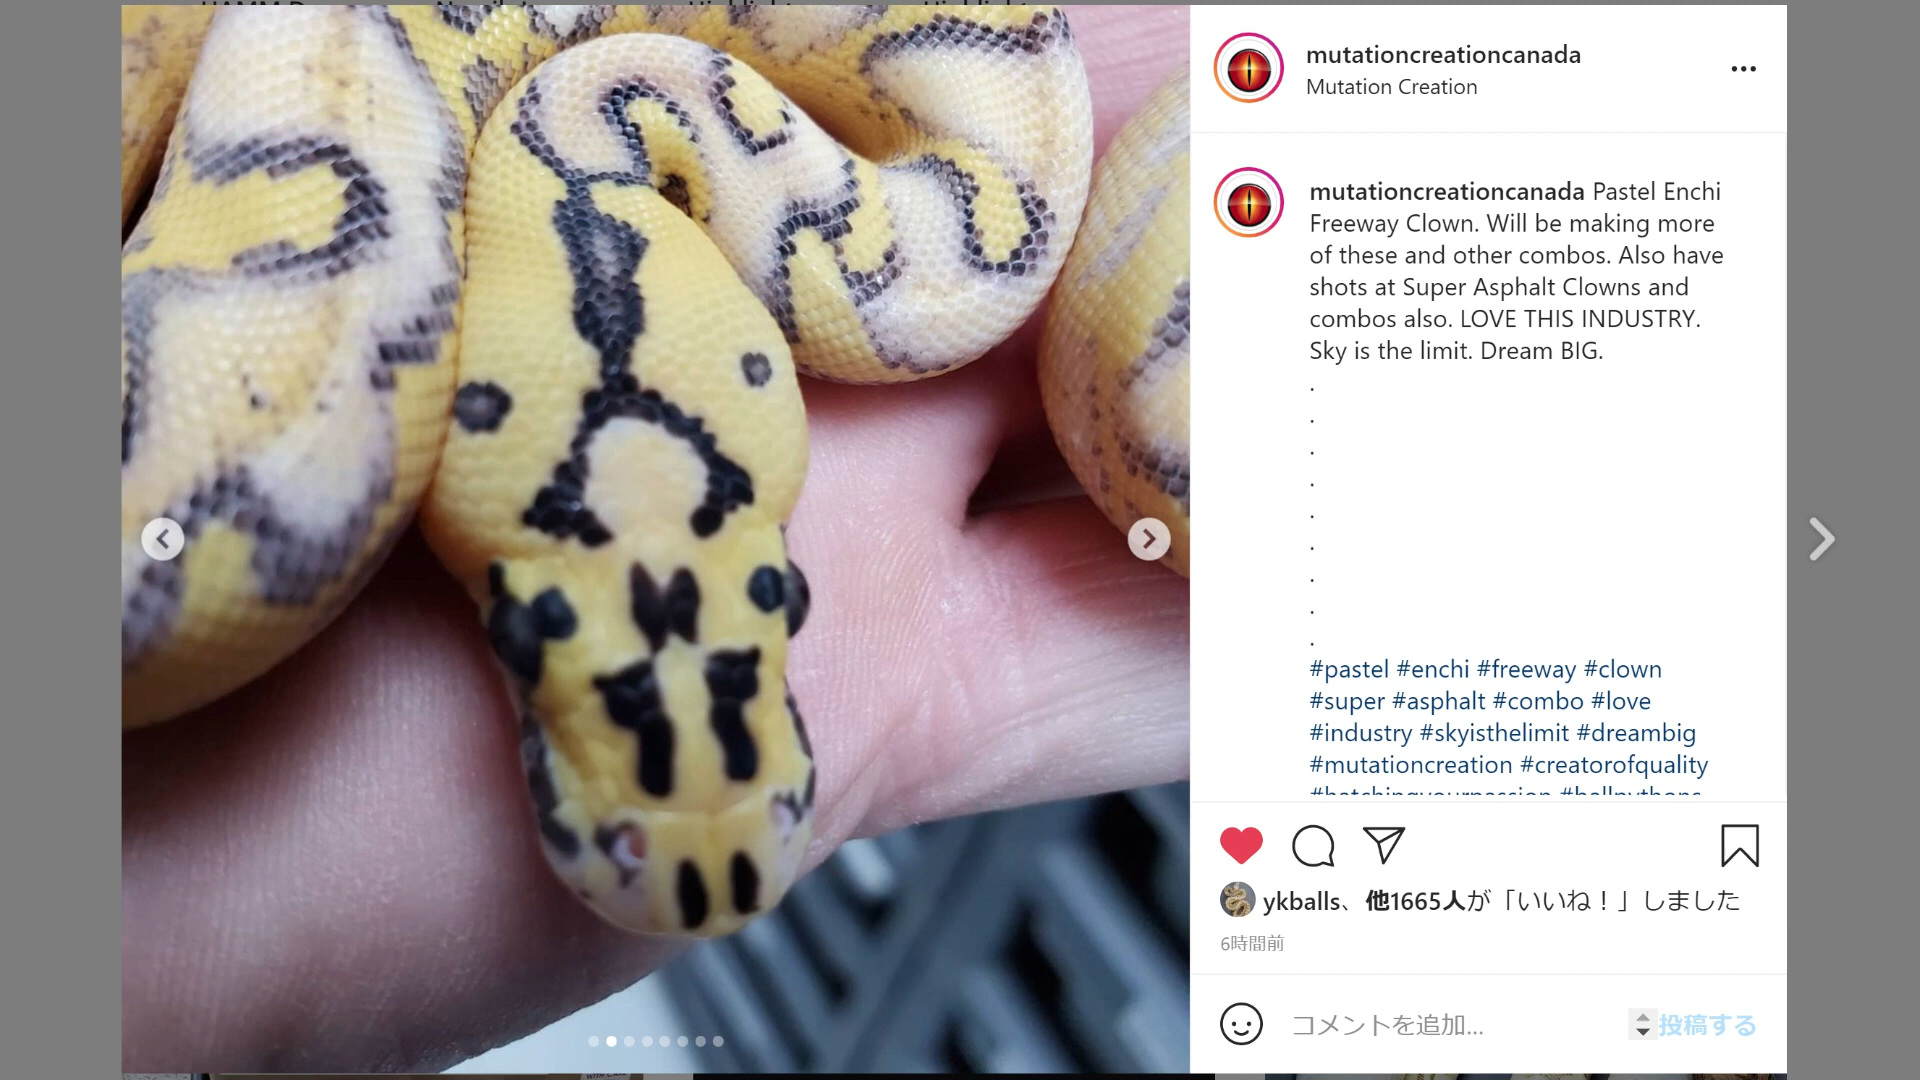 mutationcreationcanada
Mutation Creation
mutationcreationcanada Pastel Enchi
Freeway Clown. Will be making more
of these and other combos. Also have
shots at Super Asphalt Clowns and
combos also. LOVE THIS INDUSTRY.
Sky is the limit. Dream BIG.
.
.
.
.
.
.
.
.
.
#pastel #enchi #freeway #clown
#super #asphalt #combo #love
#industry #skyisthelimit #dreambig
#mutationcreation #creatorofquality
#hatchingyourpassion #ballpythons
ykballs、他1665人が「いいね！」しました
6時間前
コメントを追加...
投稿する